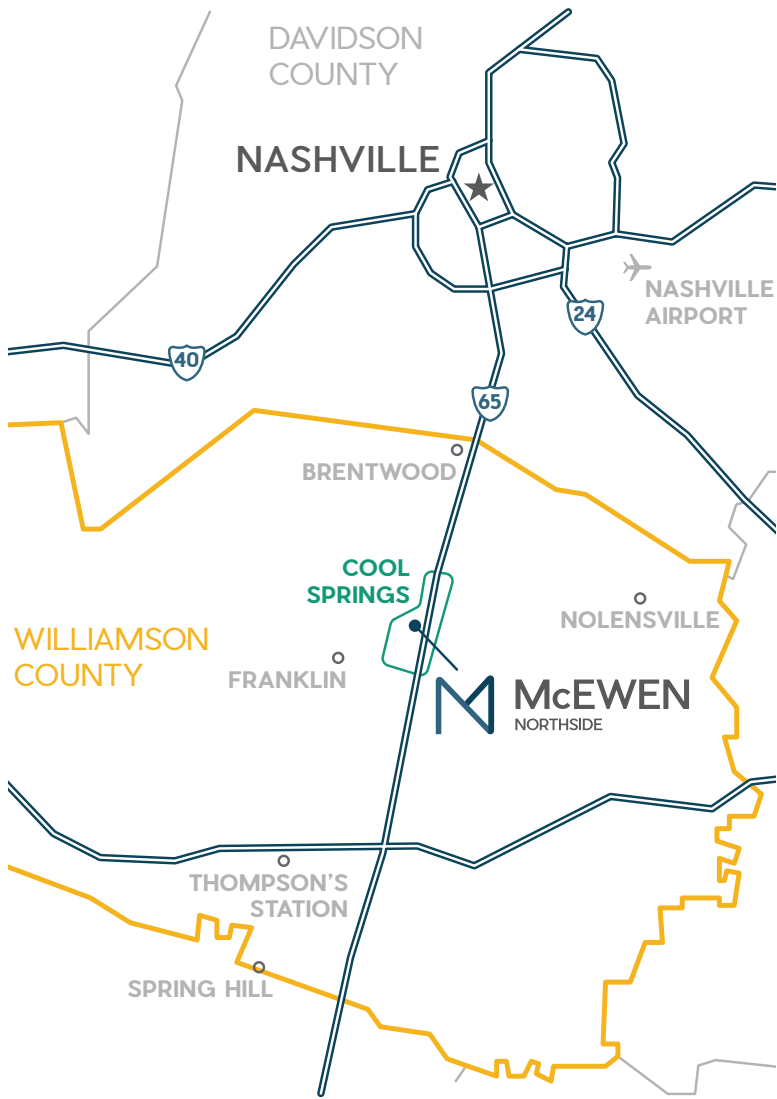 DAVIDSON
COUNTY
NASHVILLE
NASHVILLE
AIRPORT
24
40
65
BRENTWOOD
COOL
SPRINGS
NOLENSVILLE
WILLIAMSON
COUNTY
FRANKLIN
McEWEN
NORTHSIDE
THOMPSON'S
STATION
SPRING HILL